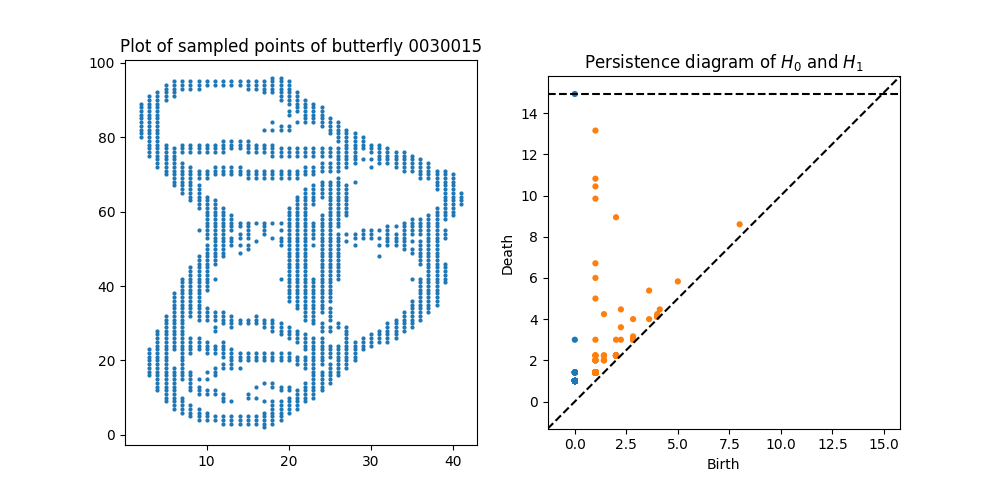 Plot of sampled points of butterfly 0030015
100
80
60
40
20
0
10 20 30 40
Persistence diagram of H₀ and H₁
Death
14
12
10
8
6
4
2
0
0.0 2.5 5.0 7.5 10.0 12.5 15.0
Birth